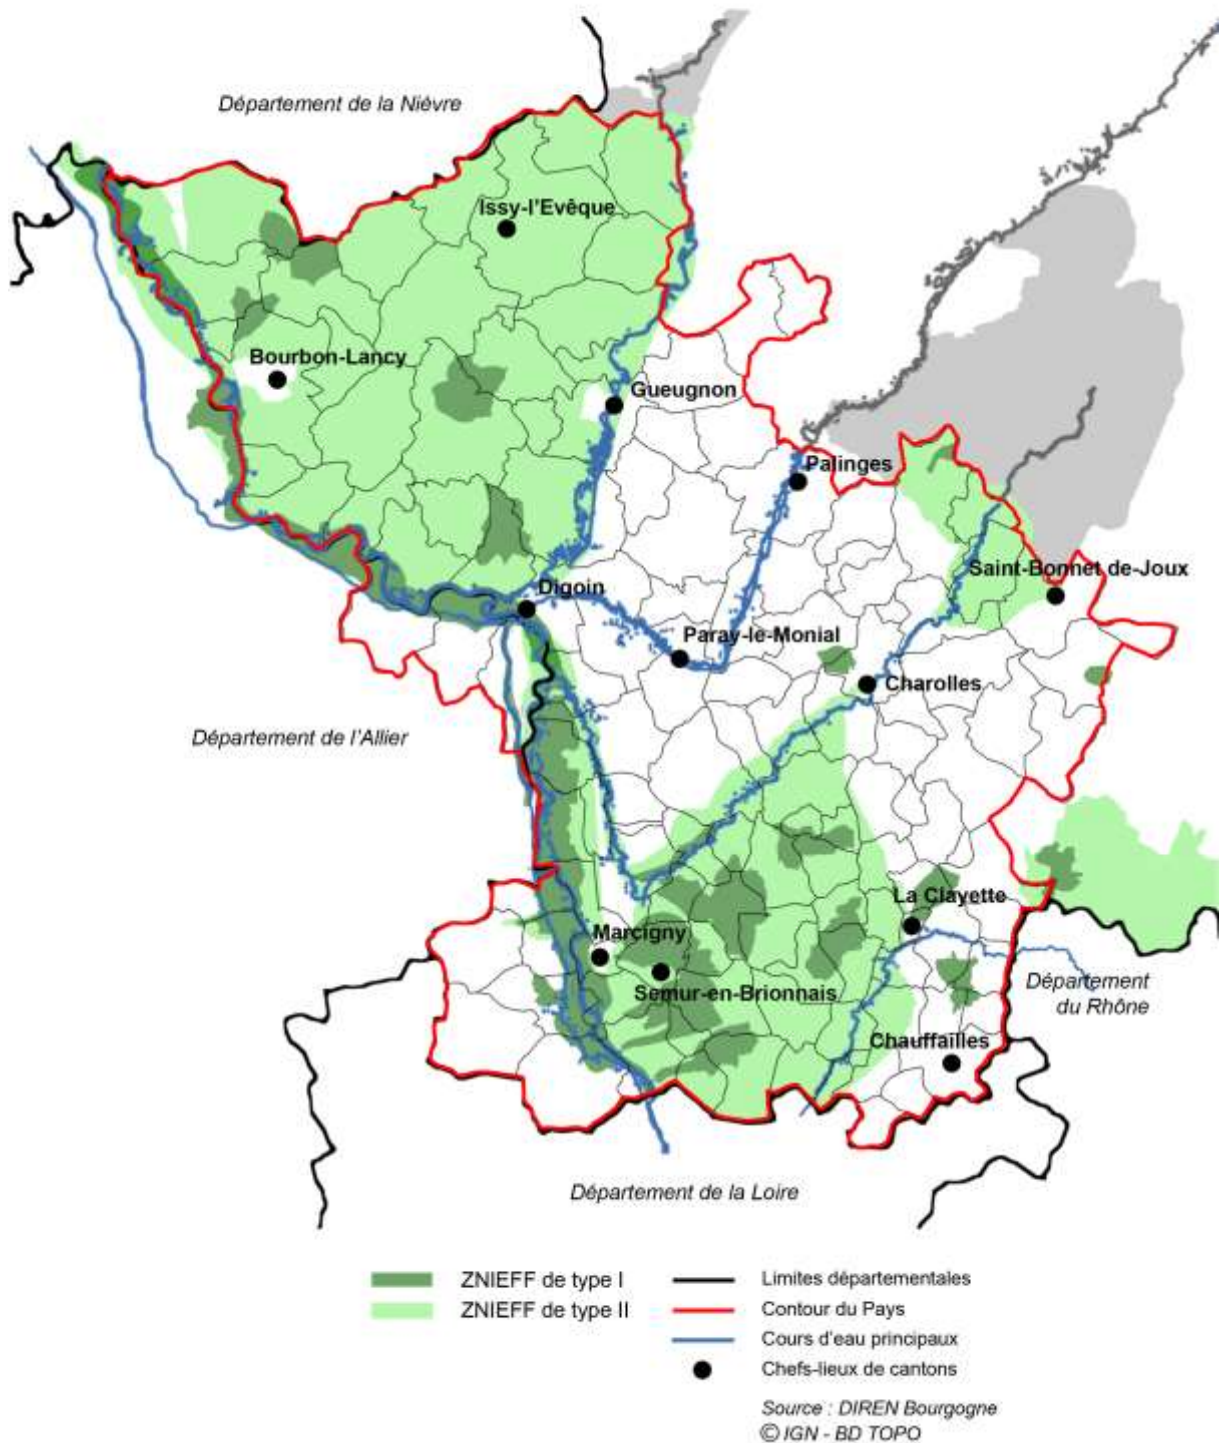 Département de la Nièvre
Issy-l'Evêque
Bourbon-Lancy
Gueugnon
Palinges
Saint-Bonnet de-Joux
Digoin
Paray-le-Monial
Charolles
Département de l'Allier
La Clayette
Marcigny
Semur-en-Brionnais
Département
du Rhône
Chauffailles
Département de la Loire
ZNIEFF de type I
ZNIEFF de type II
Limites départementales
Contour du Pays
Cours d'eau principaux
Chefs-lieux de cantons
Source : DIREN Bourgogne
© IGN - BD TOPO